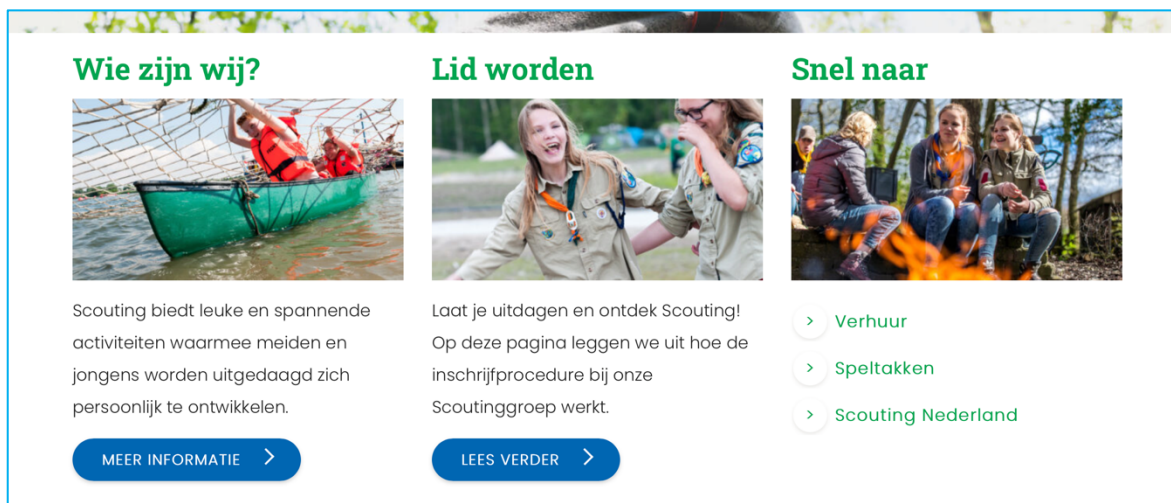 Wie zijn wij?
Scouting biedt leuke en spannende
activiteiten waarmee meiden en
jongens worden uitgedaagd zich
persoonlijk te ontwikkelen.
MEER INFORMATIE
Lid worden
Laat je uitdagen en ontdek Scouting!
Op deze pagina leggen we uit hoe de
inschrijfprocedure bij onze
Scoutinggroep werkt.
LEES VERDER
Snel naar
Verhuur
Speltakken
Scouting Nederland